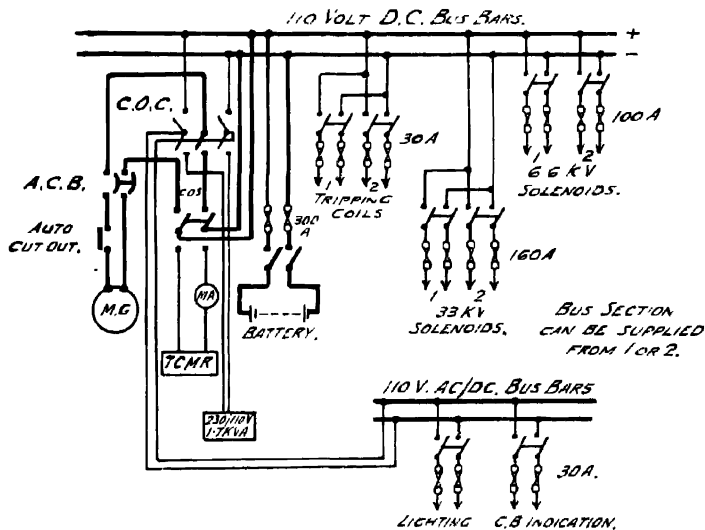 110 VOLT D.C. BUS BARS.
+
-
C.O.C.
A.C.B.
COS
AUTO
CUT OUT.
M.G
MA
TCMR
230/110V
1.7KVA
300
A
BATTERY.
30A
1 2
TRIPPING
COILS
100A
1 2
6 6 KV
SOLENOIDS.
160A
1 2
33 KV
SOLENOIDS.
BUS SECTION
CAN BE SUPPLIED
FROM 1 OR 2.
110 V. AC/DC. BUS BARS
30A.
LIGHTING C.B INDICATION.